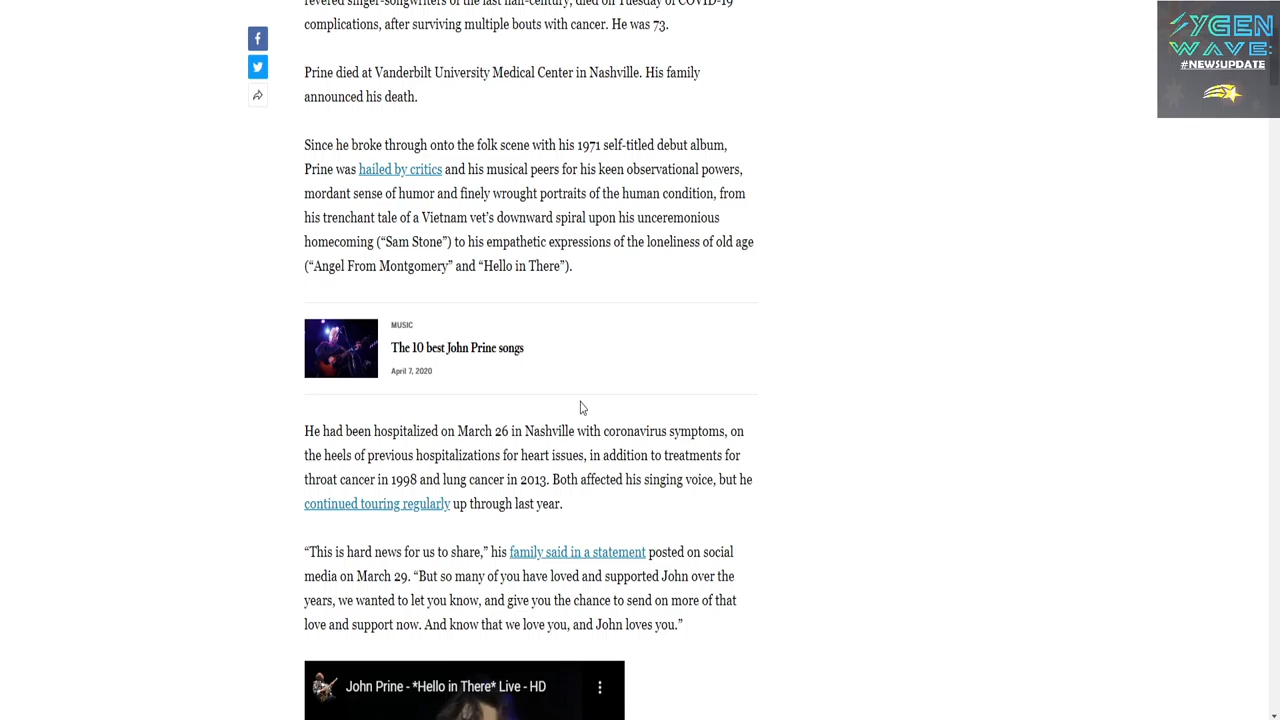 revered singer-songwriters of the last half-century, died on Tuesday of COVID-19
complications, after surviving multiple bouts with cancer. He was 73.
Prine died at Vanderbilt University Medical Center in Nashville. His family
announced his death.
Since he broke through onto the folk scene with his 1971 self-titled debut album,
Prine was hailed by critics and his musical peers for his keen observational powers,
mordant sense of humor and finely wrought portraits of the human condition, from
his trenchant tale of a Vietnam vet's downward spiral upon his unceremonious
homecoming (“Sam Stone”) to his empathetic expressions of the loneliness of old age
(“Angel From Montgomery” and “Hello in There”).
MUSIC
The 10 best John Prine songs
April 7, 2020
He had been hospitalized on March 26 in Nashville with coronavirus symptoms, on
the heels of previous hospitalizations for heart issues, in addition to treatments for
throat cancer in 1998 and lung cancer in 2013. Both affected his singing voice, but he
continued touring regularly up through last year.
“This is hard news for us to share,” his family said in a statement posted on social
media on March 29. “But so many of you have loved and supported John over the
years, we wanted to let you know, and give you the chance to send on more of that
love and support now. And know that we love you, and John loves you.”
John Prine - *Hello in There* Live - HD
YGEN
WAVE:
#NEWSUPDATE